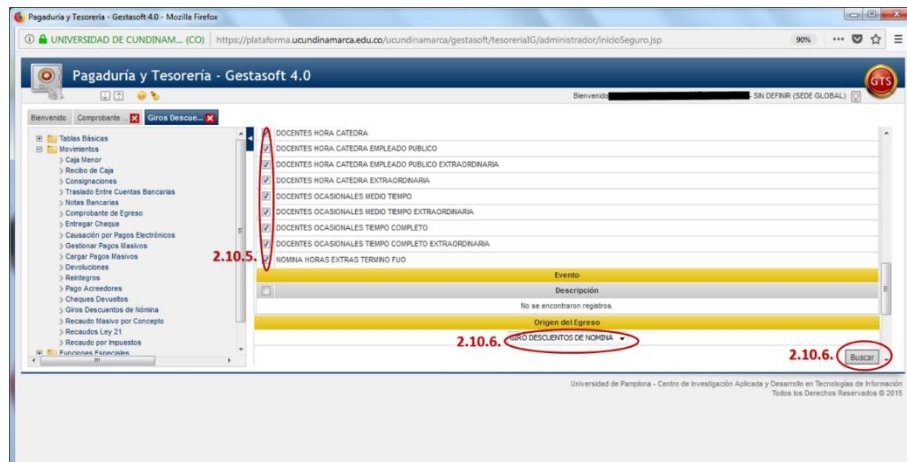 Pagaduría y Tesorería - Gestasoft 4.0 - Mozilla Firefox
UNIVERSIDAD DE CUNDINAM... (CO) https://plataforma.ucundinamarca.edu.co/ucundinamarca/gestasoft/tesoreriaIG/administrador/inicioSeguro.jsp 90%
Pagaduría y Tesorería - Gestasoft 4.0
GTS
Bienvenido - SIN DEFINIR (SEDE GLOBAL)
Bienvenido Comprobante ... Giros Descue...
Tablas Básicas
Movimientos
Caja Menor
Recibo de Caja
Consignaciones
Traslado Entre Cuentas Bancarias
Notas Bancarias
Comprobante de Egreso
Entregar Cheque
Causación por Pagos Electrónicos
Gestionar Pagos Masivos
Cargar Pagos Masivos
Devoluciones
Reintegros
Pago Acreedores
Cheques Devueltos
Giros Descuentos de Nómina
Recaudo Masivo por Concepto
Recaudos Ley 21
Recaudo por Impuestos
Funciones Especiales
DOCENTES HORA CATEDRA
DOCENTES HORA CATEDRA EMPLEADO PUBLICO
DOCENTES HORA CATEDRA EMPLEADO PUBLICO EXTRAORDINARIA
DOCENTES HORA CATEDRA EXTRAORDINARIA
DOCENTES OCASIONALES MEDIO TIEMPO
DOCENTES OCASIONALES MEDIO TIEMPO EXTRAORDINARIA
DOCENTES OCASIONALES TIEMPO COMPLETO
DOCENTES OCASIONALES TIEMPO COMPLETO EXTRAORDINARIA
2.10.5. NOMINA HORAS EXTRAS TERMINO FIJO
Evento
Descripción
No se encontraron registros.
Origen del Egreso
2.10.6. GIRO DESCUENTOS DE NOMINA
2.10.6. Buscar
Universidad de Pamplona - Centro de Investigación Aplicada y Desarrollo en Tecnologías de Información
Todos los Derechos Reservados © 2015